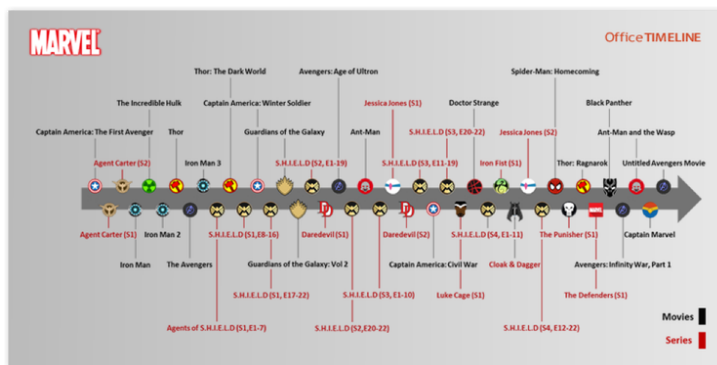 MARVEL
Office TIMELINE
Thor: The Dark World
Avengers: Age of Ultron
Spider-Man: Homecoming
The Incredible Hulk
Captain America: Winter Soldier
Jessica Jones (S1)
Doctor Strange
Black Panther
Captain America: The First Avenger
Thor
Guardians of the Galaxy
Ant-Man
S.H.I.E.L.D (S3, E20-22)
Jessica Jones (S2)
Ant-Man and the Wasp
Agent Carter (S2)
Iron Man 3
S.H.I.E.L.D (S2, E1-19)
S.H.I.E.L.D (S3, E11-19)
Iron Fist (S1)
Thor: Ragnarok
Untitled Avengers Movie
Agent Carter (S1)
Iron Man 2
S.H.I.E.L.D (S1,E8-16)
Daredevil (S1)
Daredevil (S2)
S.H.I.E.L.D (S4, E1-11)
The Punisher (S1)
Captain Marvel
Iron Man
The Avengers
Guardians of the Galaxy: Vol 2
Captain America: Civil War
Cloak & Dagger
Avengers: Infinity War, Part 1
S.H.I.E.L.D (S1, E17-22)
S.H.I.E.L.D (S3, E1-10)
Luke Cage (S1)
The Defenders (S1)
Movies
Agents of S.H.I.E.L.D (S1,E1-7)
S.H.I.E.L.D (S2,E20-22)
S.H.I.E.L.D (S4, E12-22)
Series